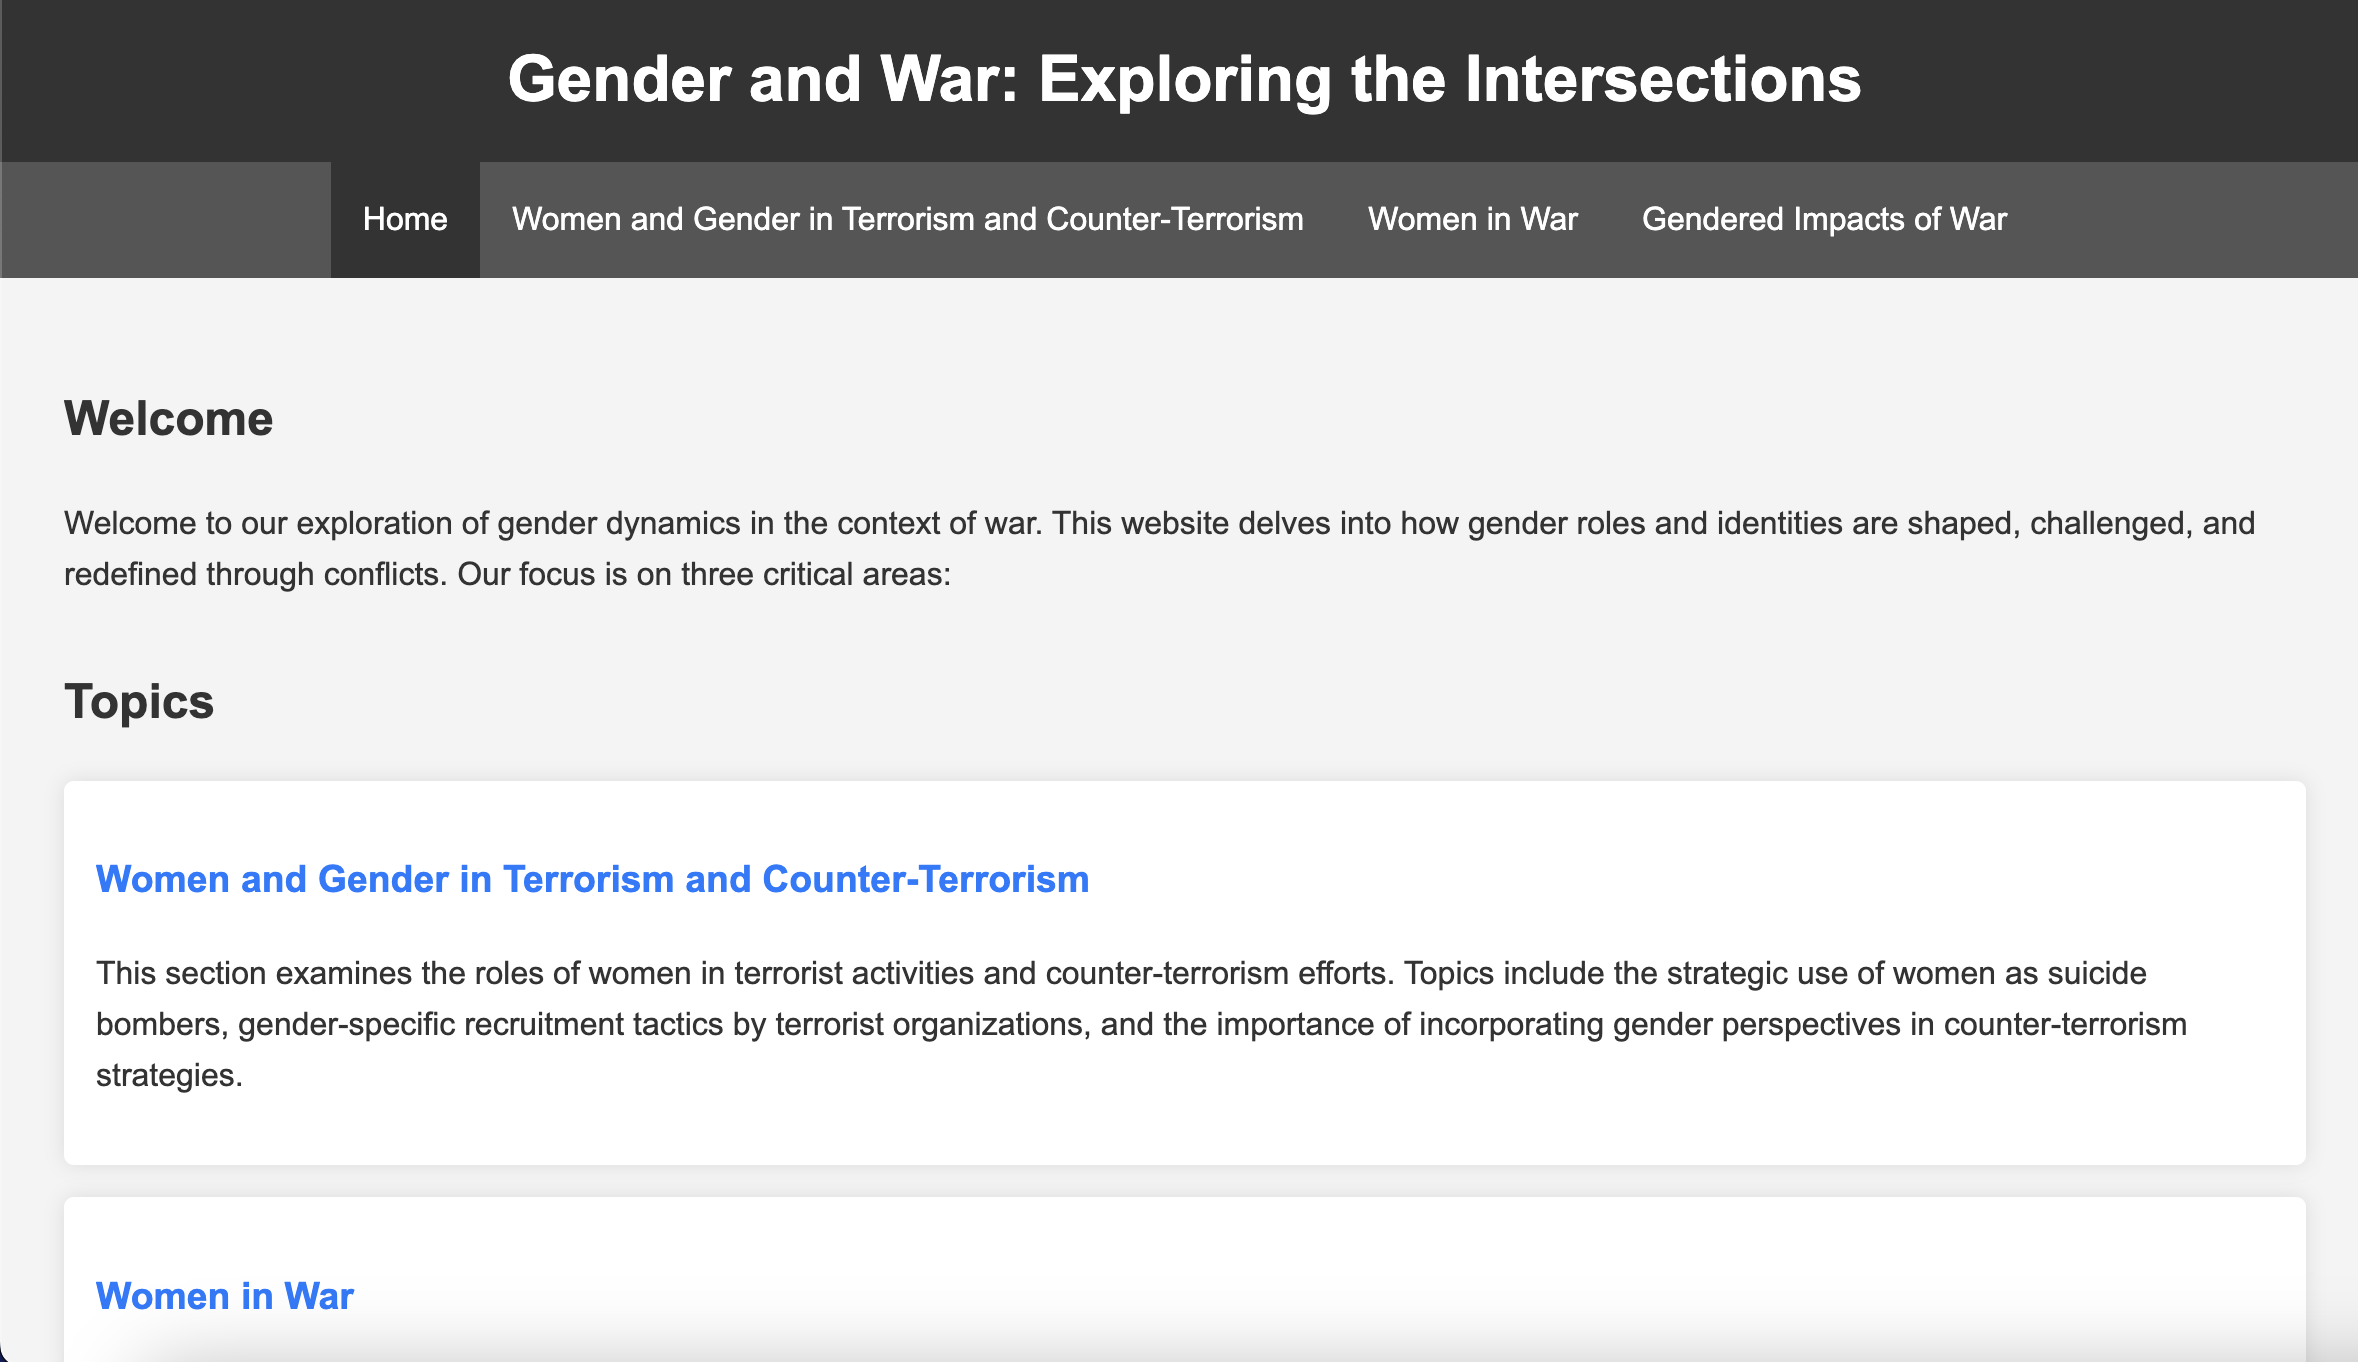 Gender and War: Exploring the Intersections
Home Women and Gender in Terrorism and Counter-Terrorism Women in War Gendered Impacts of War
Welcome
Welcome to our exploration of gender dynamics in the context of war. This website delves into how gender roles and identities are shaped, challenged, and
redefined through conflicts. Our focus is on three critical areas:
Topics
Women and Gender in Terrorism and Counter-Terrorism
This section examines the roles of women in terrorist activities and counter-terrorism efforts. Topics include the strategic use of women as suicide
bombers, gender-specific recruitment tactics by terrorist organizations, and the importance of incorporating gender perspectives in counter-terrorism
strategies.
Women in War